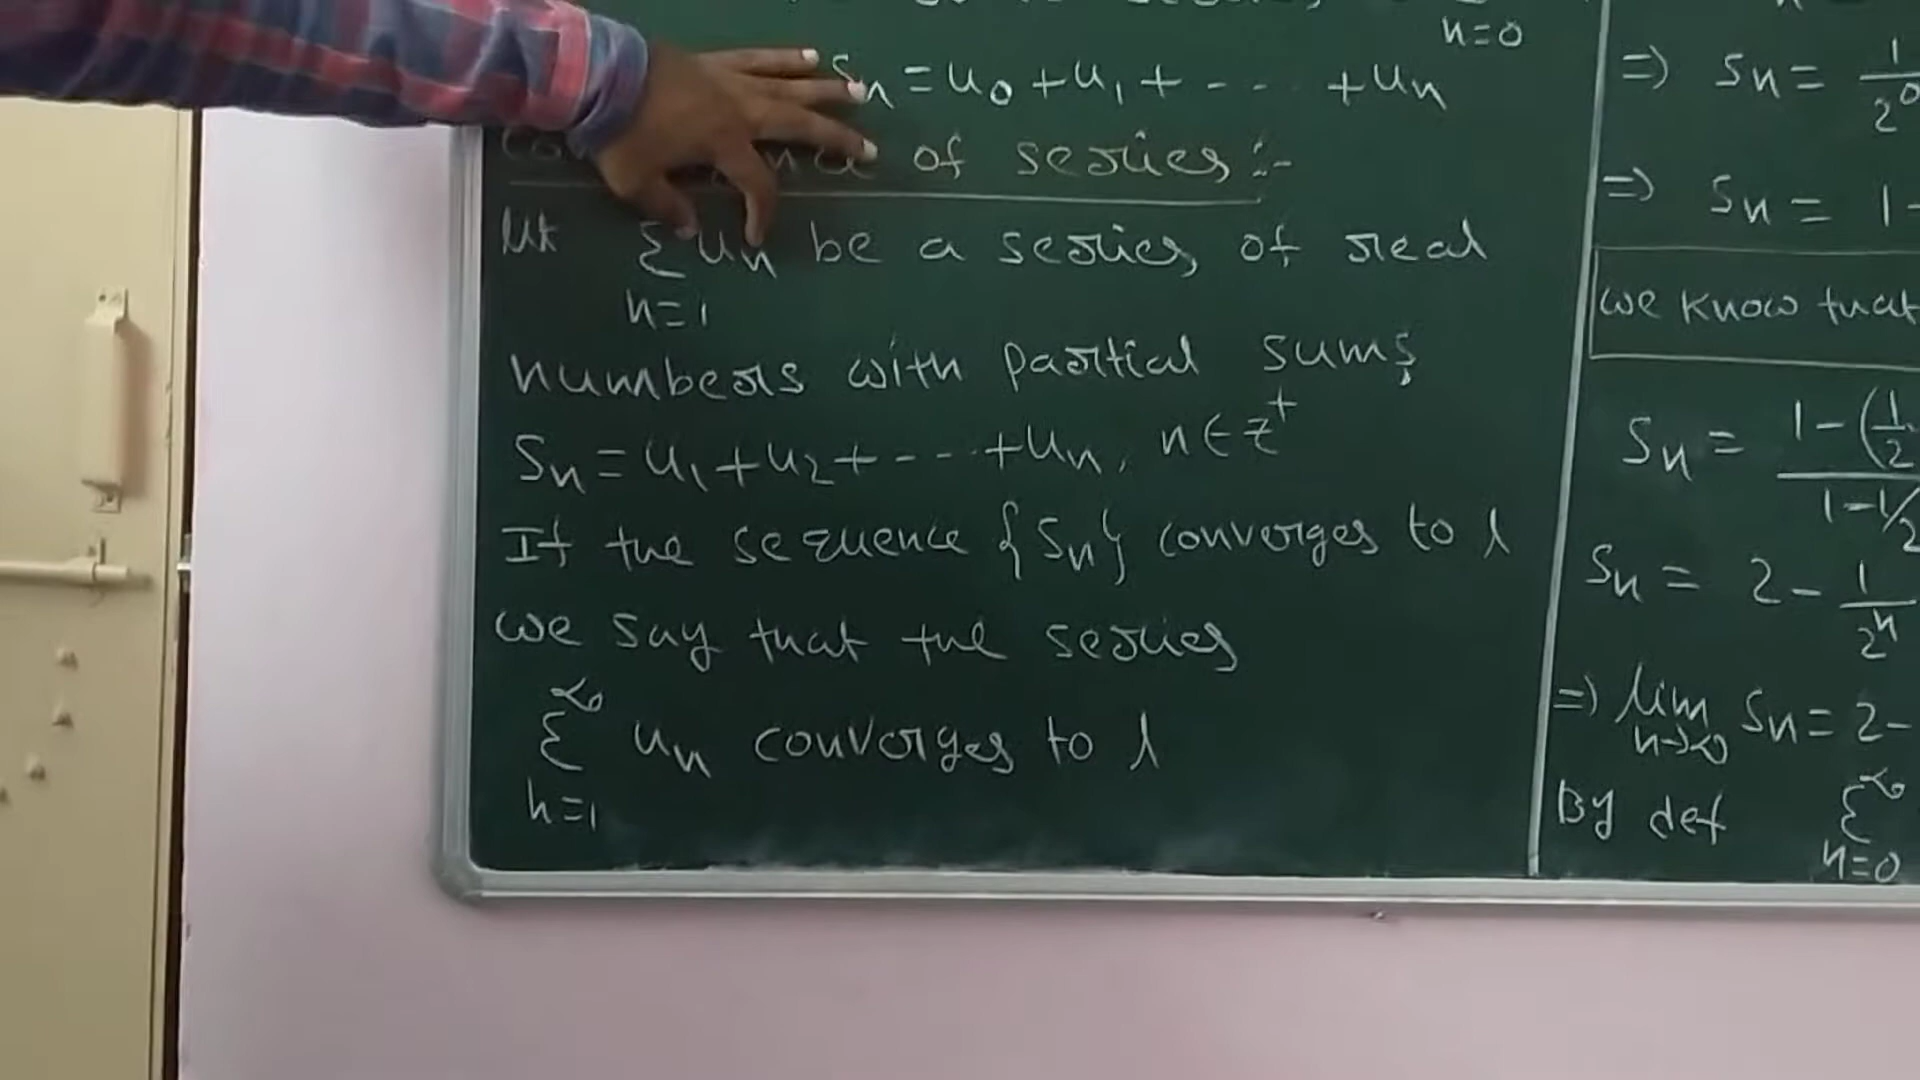 n=0
Sn = u0 + u1 + - - - - + un
of series :-
Let Σ un be a series of real
n=1
numbers with partial sums
Sn = u1 + u2 + - - - - + un, n ∈ z+
If the sequence {Sn} converges to l
we say that the series
∞
Σ un converges to l
n=1
=) Sn = 1/2^0
=) Sn = 1-
we know that
Sn = 1-(1/2 / 1-1/2
Sn = 2 - 1/2^n
=) lim n->∞ Sn = 2-
By def Σ ∞
n=0